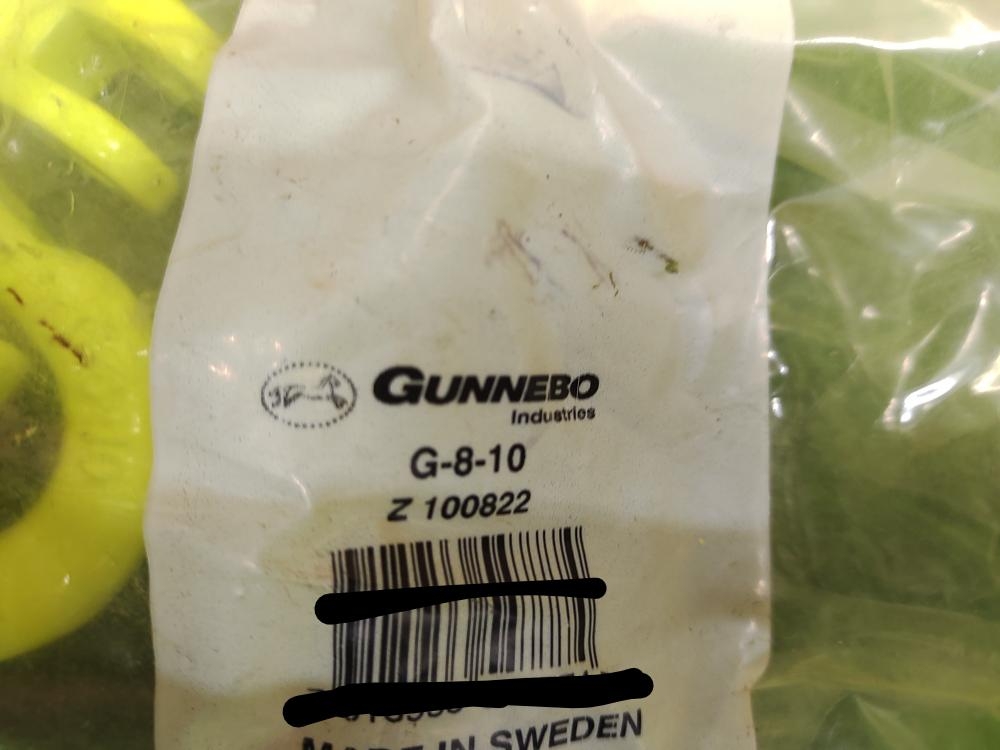 GUNNEBO
Industries
G-8-10
Z 100822
MADE IN SWEDEN